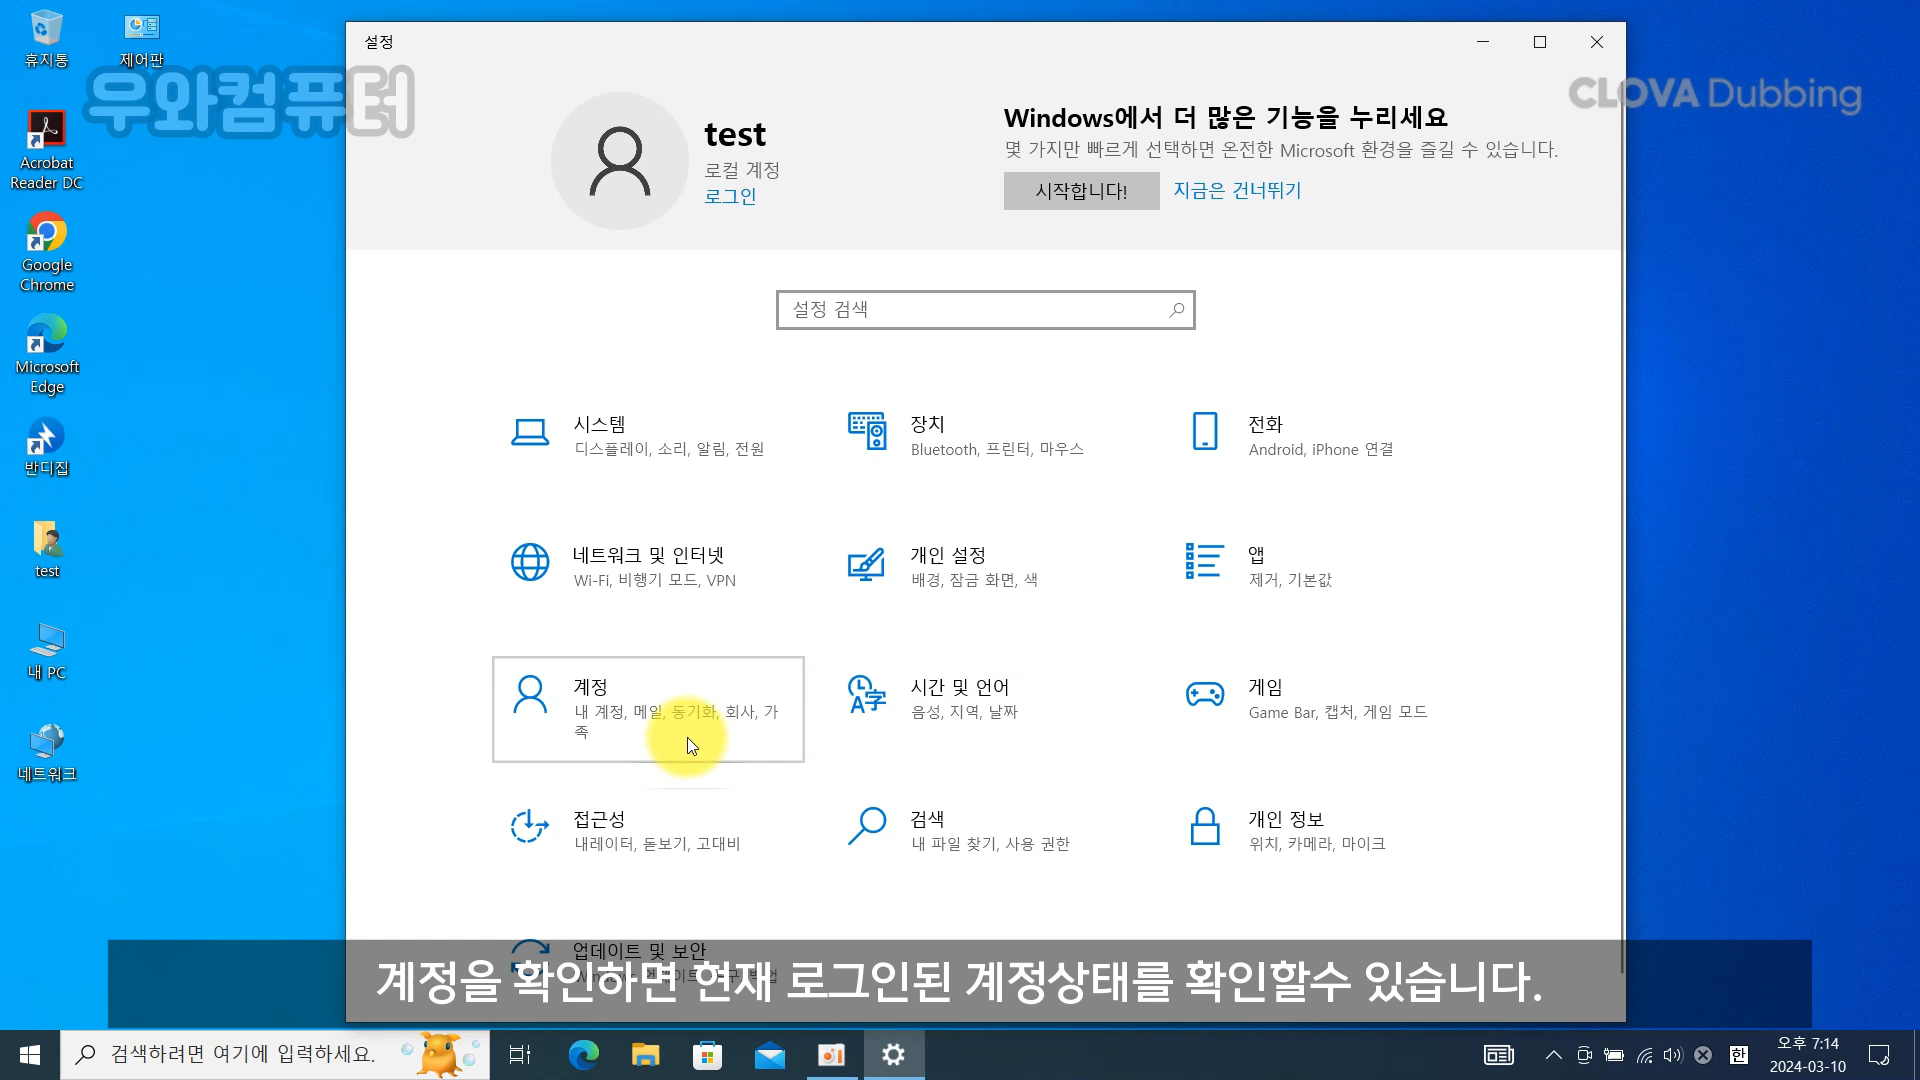 휴지통
제어판
Acrobat
Reader DC
Google
Chrome
Microsoft
Edge
반디집
test
내 PC
네트워크
우와컴퓨터
CLOVA Dubbing
설정
test
로컬 계정
로그인
Windows에서 더 많은 기능을 누리세요
몇 가지만 빠르게 선택하면 온전한 Microsoft 환경을 즐길 수 있습니다.
시작합니다!
지금은 건너뛰기
설정 검색
시스템
디스플레이, 소리, 알림, 전원
장치
Bluetooth, 프린터, 마우스
전화
Android, iPhone 연결
네트워크 및 인터넷
Wi-Fi, 비행기 모드, VPN
개인 설정
배경, 잠금 화면, 색
앱
제거, 기본값
계정
내 계정, 메일, 동기화, 회사, 가
족
시간 및 언어
음성, 지역, 날짜
게임
Game Bar, 캡처, 게임 모드
접근성
내레이터, 돋보기, 고대비
검색
내 파일 찾기, 사용 권한
개인 정보
위치, 카메라, 마이크
업데이트 및 보안
계정을 확인하면 현재 로그인된 계정상태를 확인할수 있습니다.
검색하려면 여기에 입력하세요.
한
오후 7:14
2024-03-10